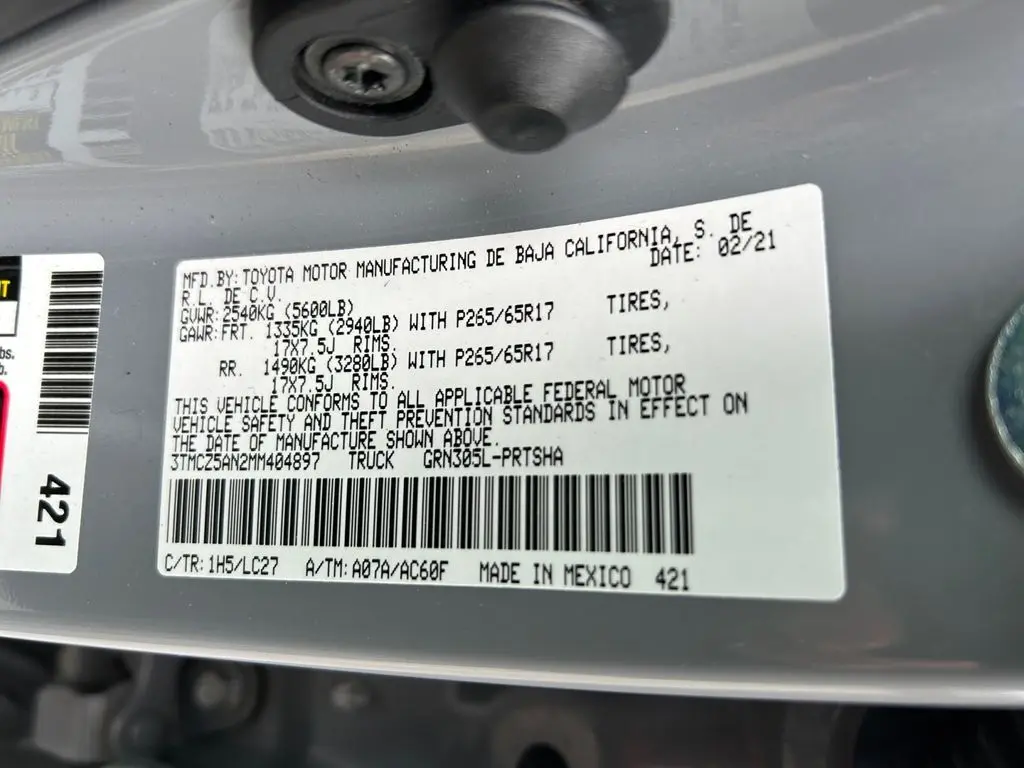 MFD.BY:TOYOTA MOTOR MANUFACTURING DE BAJA CALIFORNIA, S. DE
R.L. DE C.V. DATE: 02/21
GVWR:2540KG (5600LB)
GAWR:FRT. 1335KG (2940LB) WITH P265/65R17 TIRES,
17X7.5J RIMS.
RR. 1490KG (3280LB) WITH P265/65R17 TIRES,
17X7.5J RIMS.
THIS VEHICLE CONFORMS TO ALL APPLICABLE FEDERAL MOTOR
VEHICLE SAFETY AND THEFT PREVENTION STANDARDS IN EFFECT ON
THE DATE OF MANUFACTURE SHOWN ABOVE.
3TMCZ5AN2MM404897 TRUCK GRN305L-PRTSHA
C/TR:1H5/LC27 A/TM:A07A/AC60F MADE IN MEXICO 421
421